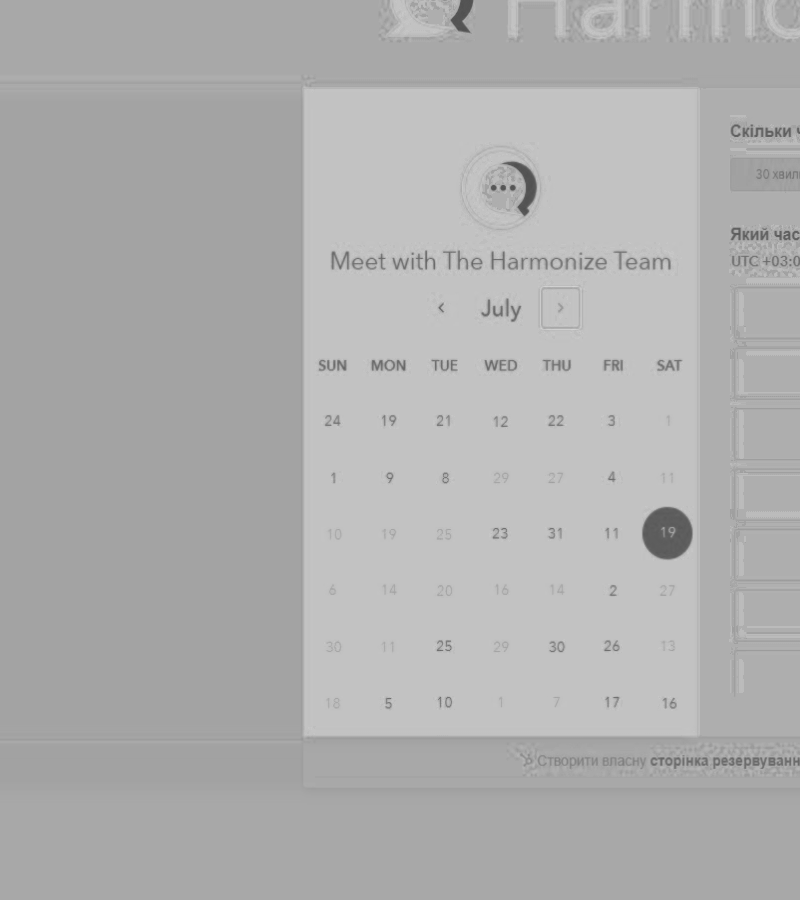 Harmo
Meet with The Harmonize Team
‹ July ›
SUN MON TUE WED THU FRI SAT
24 19 21 12 22 3 1
1 9 8 29 27 4 11
10 19 25 23 31 11 19
6 14 20 16 14 2 27
30 11 25 29 30 26 13
18 5 10 1 7 17 16
Скільки ч
30 хвил
Який час
UTC +03:0
Створити власну сторінка резервуванн